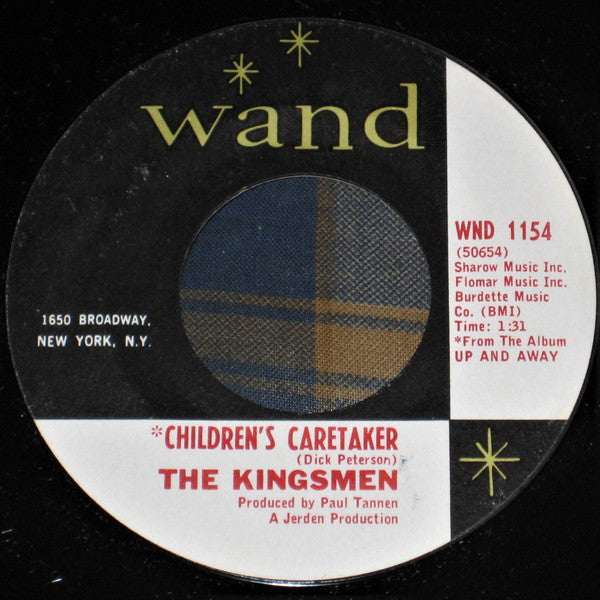 wand
WND 1154
(50654)
Sharow Music Inc.
Flomar Music Inc.
Burdette Music
Co. (BMI)
Time: 1:31
*From The Album
UP AND AWAY
1650 BROADWAY,
NEW YORK, N.Y.
*CHILDREN'S CARETAKER
(Dick Peterson)
THE KINGSMEN
Produced by Paul Tannen
A Jerden Production